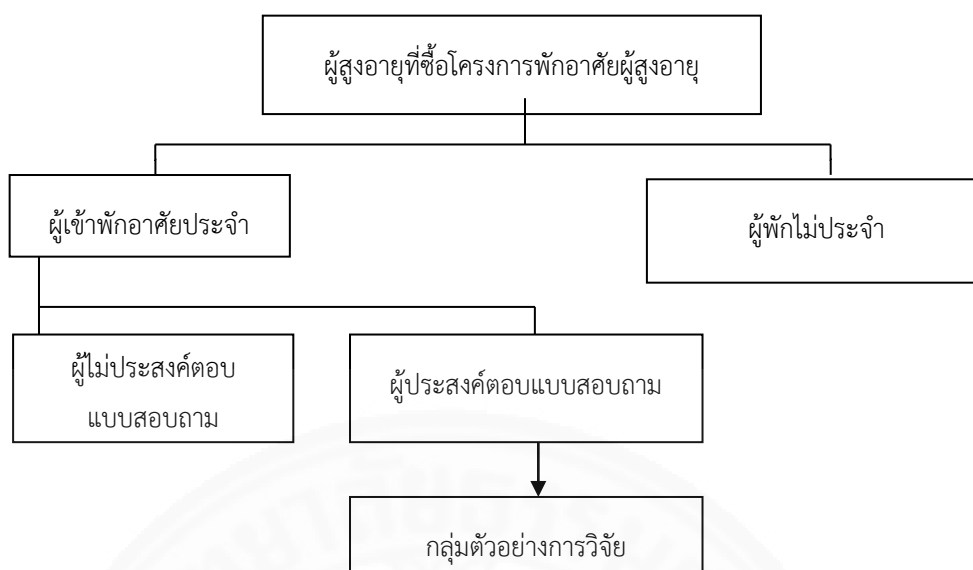 ผู้สูงอายุที่ซื้อโครงการพักอาศัยผู้สูงอายุ
ผู้เข้าพักอาศัยประจำ
ผู้พักไม่ประจำ
ผู้ไม่ประสงค์ตอบ
แบบสอบถาม
ผู้ประสงค์ตอบแบบสอบถาม
กลุ่มตัวอย่างการวิจัย